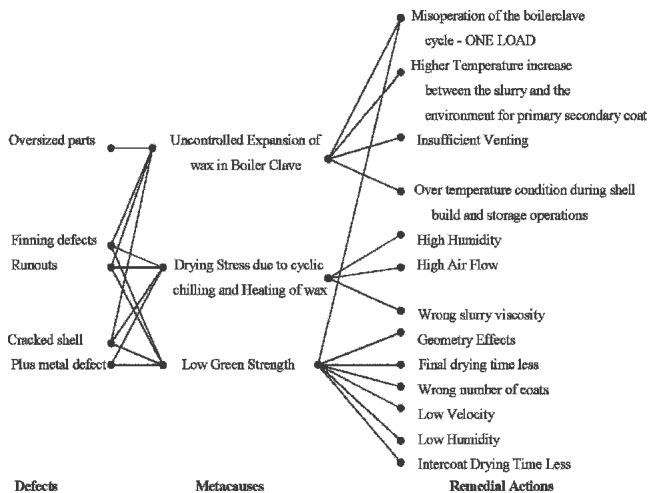 Misoperation of the boilerclave
cycle - ONE LOAD
Higher Temperature increase
between the slurry and the
environment for primary secondary coat
Oversized parts
Uncontrolled Expansion of
wax in Boiler Clave
Insufficient Venting
Over temperature condition during shell
build and storage operations
Finning defects
High Humidity
Runouts
Drying Stress due to cyclic
chilling and Heating of wax
High Air Flow
Wrong slurry viscosity
Cracked shell
Geometry Effects
Plus metal defect
Low Green Strength
Final drying time less
Wrong number of coats
Low Velocity
Low Humidity
Intercoat Drying Time Less
Defects
Metacauses
Remedial Actions